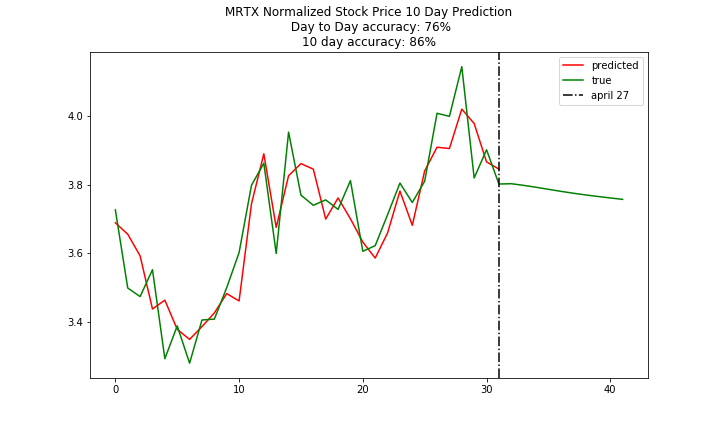 MRTX Normalized Stock Price 10 Day Prediction
Day to Day accuracy: 76%
10 day accuracy: 86%
predicted
true
april 27
4.0
3.8
3.6
3.4
0 10 20 30 40